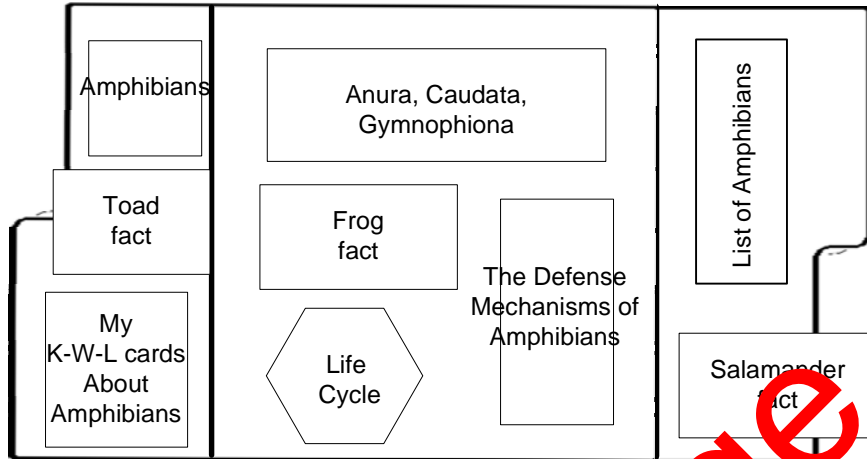 Amphibians
Toad
fact
My
K-W-L cards
About
Amphibians
Anura, Caudata,
Gymnophiona
Frog
fact
Life
Cycle
The Defense
Mechanisms of
Amphibians
List of Amphibians
Salamander
fact